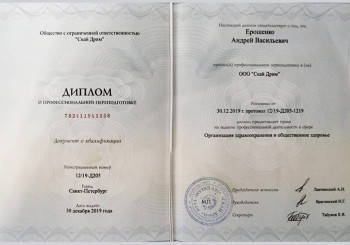 Общество с ограниченной ответственностью
"Скай Дрим"
ДИПЛОМ
О ПРОФЕССИОНАЛЬНОЙ ПЕРЕПОДГОТОВКЕ
Документ о квалификации
Регистрационный номер
12/19-Д205
Город
Санкт-Петербург
Дата выдачи
30 декабря 2019 года
Настоящий диплом свидетельствует о том, что
Ерошенко
Андрей Васильевич
прошел(а) профессиональную переподготовку в (на)
ООО "Скай Дрим"
Решением от
30.12.2019 г. протокол 12/19-Д205-1219
диплом предоставляет право
на ведение профессиональной деятельности в сфере
Организация здравоохранения и общественное здоровье
М.П.
Председатель комиссии
Руководитель
Секретарь